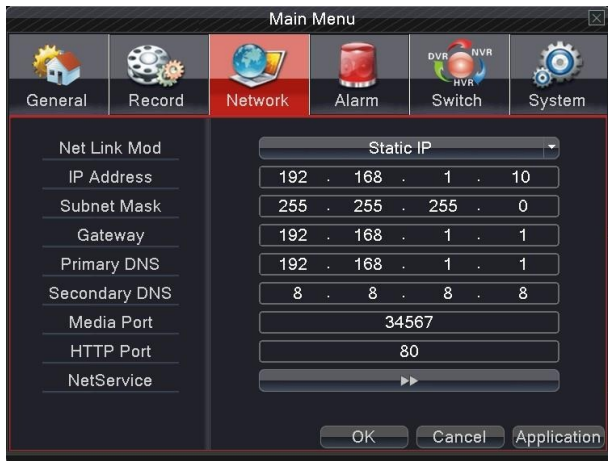 Main Menu
DVR NVR
HVR
General Record Network Alarm Switch System
Net Link Mod Static IP
IP Address 192 . 168 . 1 . 10
Subnet Mask 255 . 255 . 255 . 0
Gateway 192 . 168 . 1 . 1
Primary DNS 192 . 168 . 1 . 1
Secondary DNS 8 . 8 . 8 . 8
Media Port 34567
HTTP Port 80
NetService
OK Cancel Application